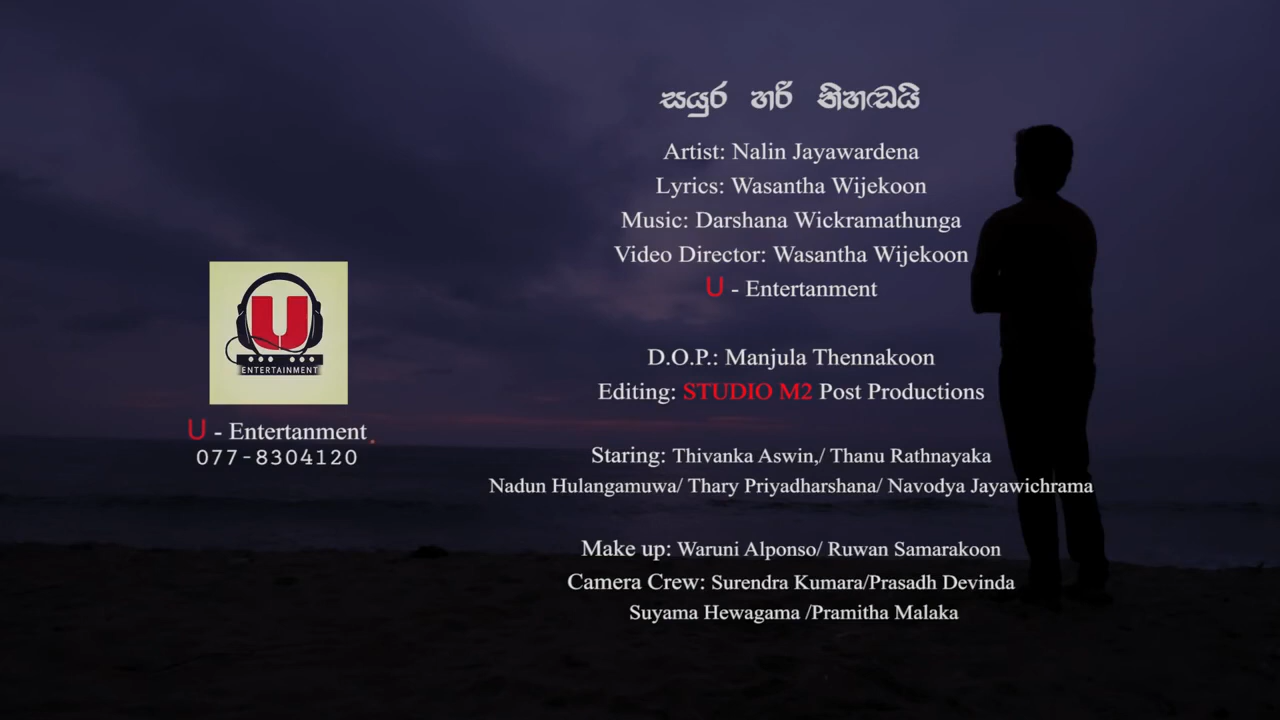 සයුර හරි නිහඬයි
Artist: Nalin Jayawardena
Lyrics: Wasantha Wijekoon
Music: Darshana Wickramathunga
Video Director: Wasantha Wijekoon
U - Entertanment
D.O.P.: Manjula Thennakoon
Editing: STUDIO M2 Post Productions
Staring: Thivanka Aswin,/ Thanu Rathnayaka
Nadun Hulangamuwa/ Thary Priyadharshana/ Navodya Jayawichrama
Make up: Waruni Alponso/ Ruwan Samarakoon
Camera Crew: Surendra Kumara/Prasadh Devinda
Suyama Hewagama /Pramitha Malaka
U
ENTERTAINMENT
U - Entertanment.
077-8304120